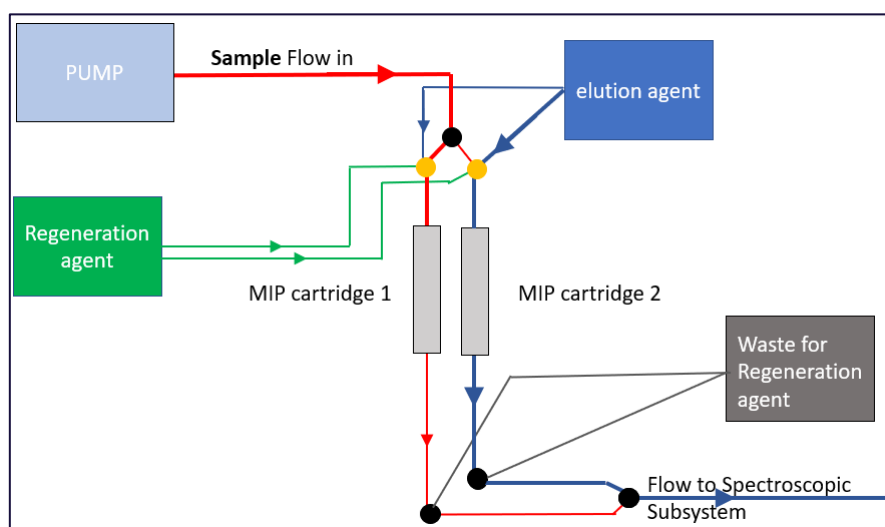 PUMP
Sample Flow in
elution agent
Regeneration
agent
MIP cartridge 1
MIP cartridge 2
Waste for
Regeneration
agent
Flow to Spectroscopic
Subsystem